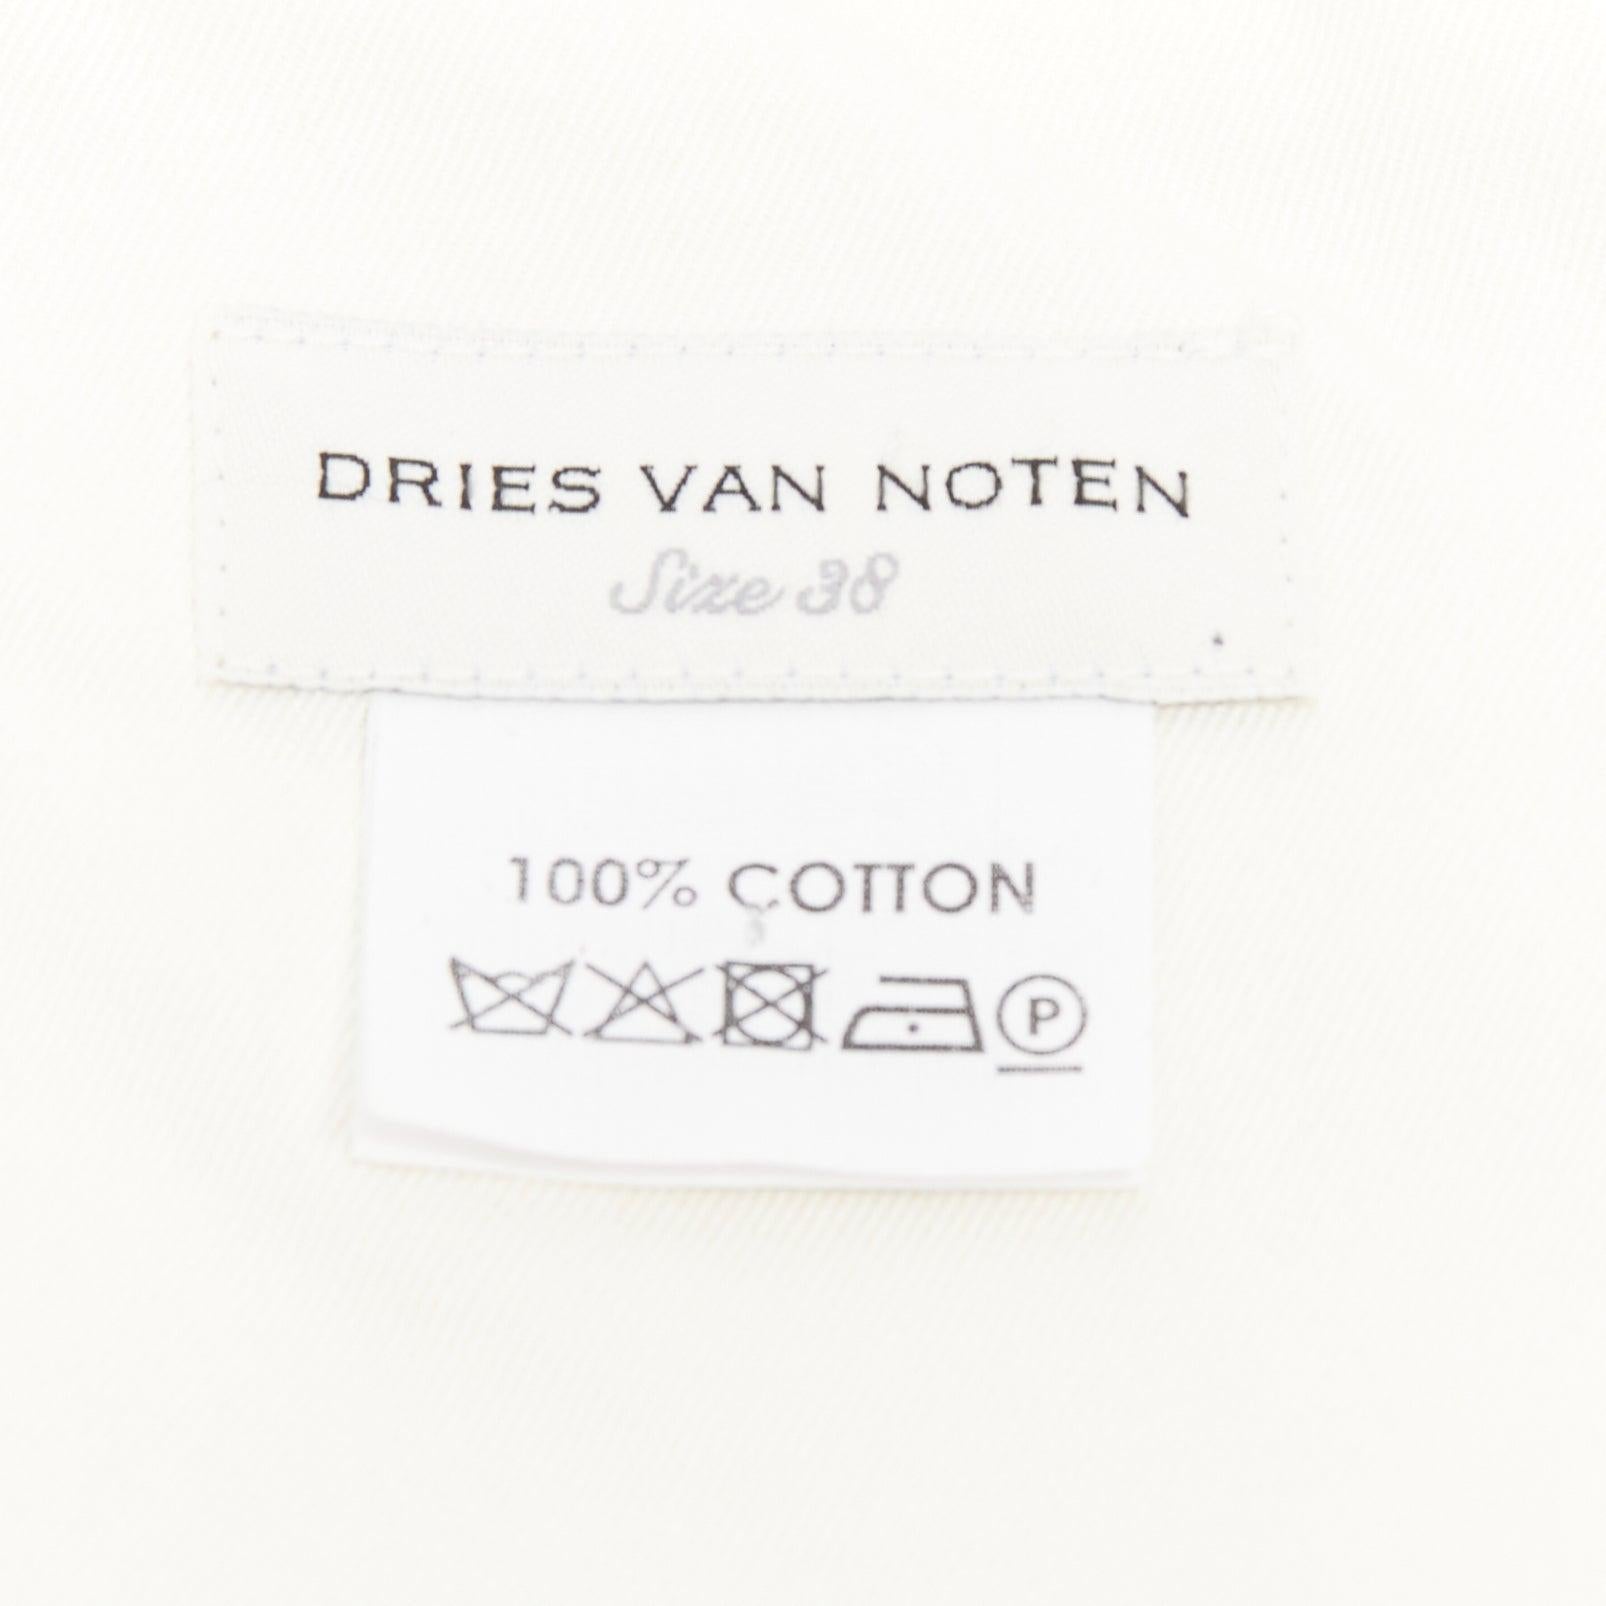 DRIES VAN NOTEN
Size 38
100% COTTON
P